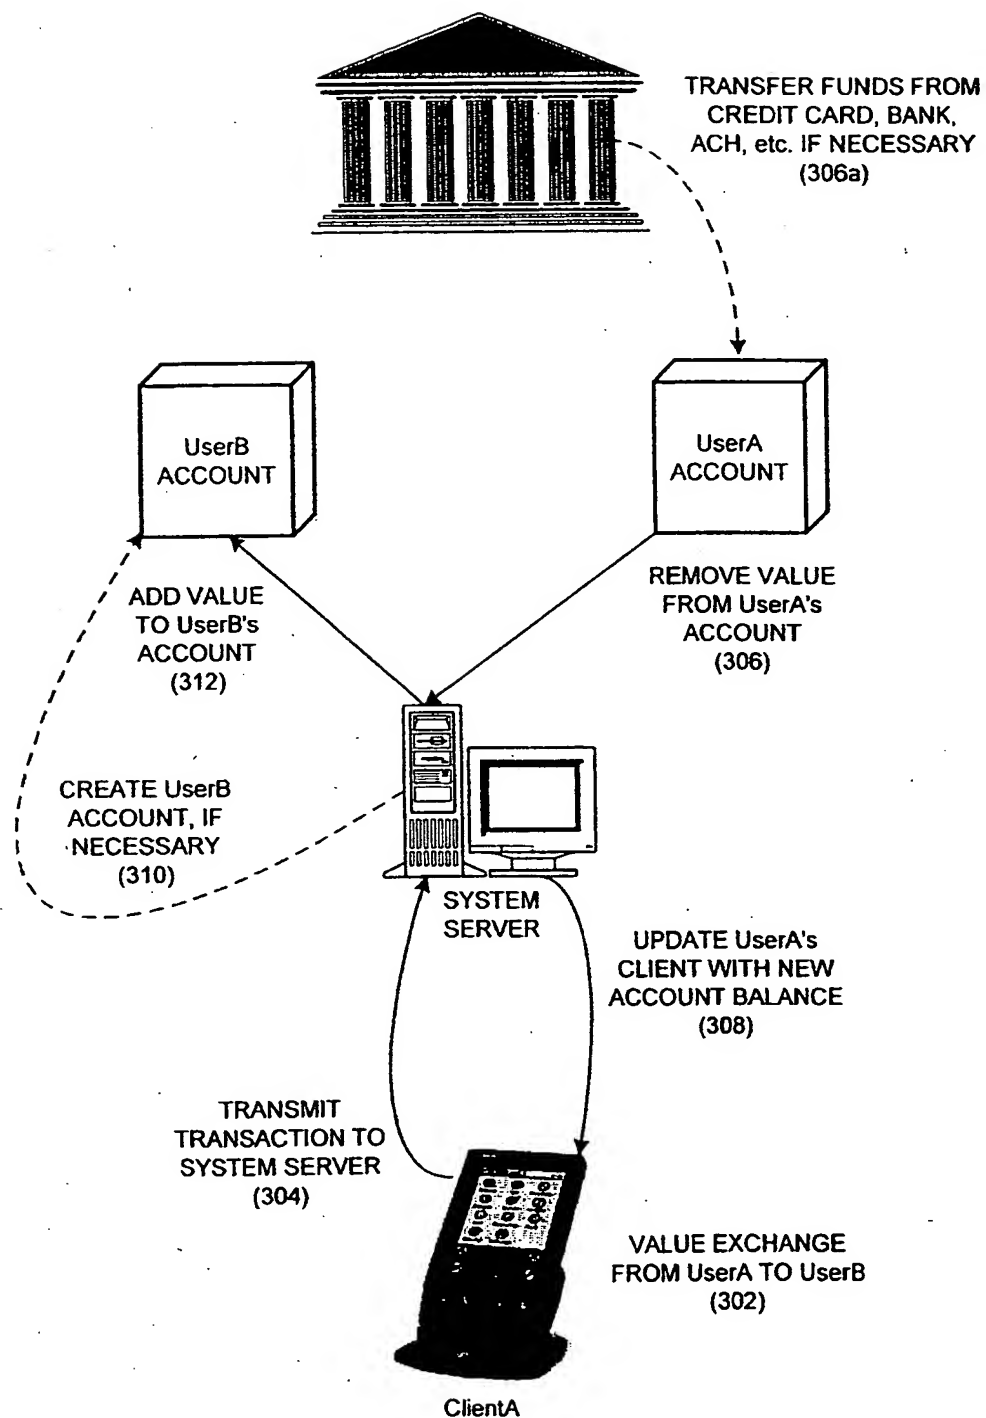 TRANSFER FUNDS FROM
CREDIT CARD, BANK,
ACH, etc. IF NECESSARY
(306a)
UserB
ACCOUNT
UserA
ACCOUNT
ADD VALUE
TO UserB's
ACCOUNT
(312)
REMOVE VALUE
FROM UserA's
ACCOUNT
(306)
CREATE UserB
ACCOUNT, IF
NECESSARY
(310)
SYSTEM
SERVER
UPDATE UserA's
CLIENT WITH NEW
ACCOUNT BALANCE
(308)
TRANSMIT
TRANSACTION TO
SYSTEM SERVER
(304)
VALUE EXCHANGE
FROM UserA TO UserB
(302)
ClientA